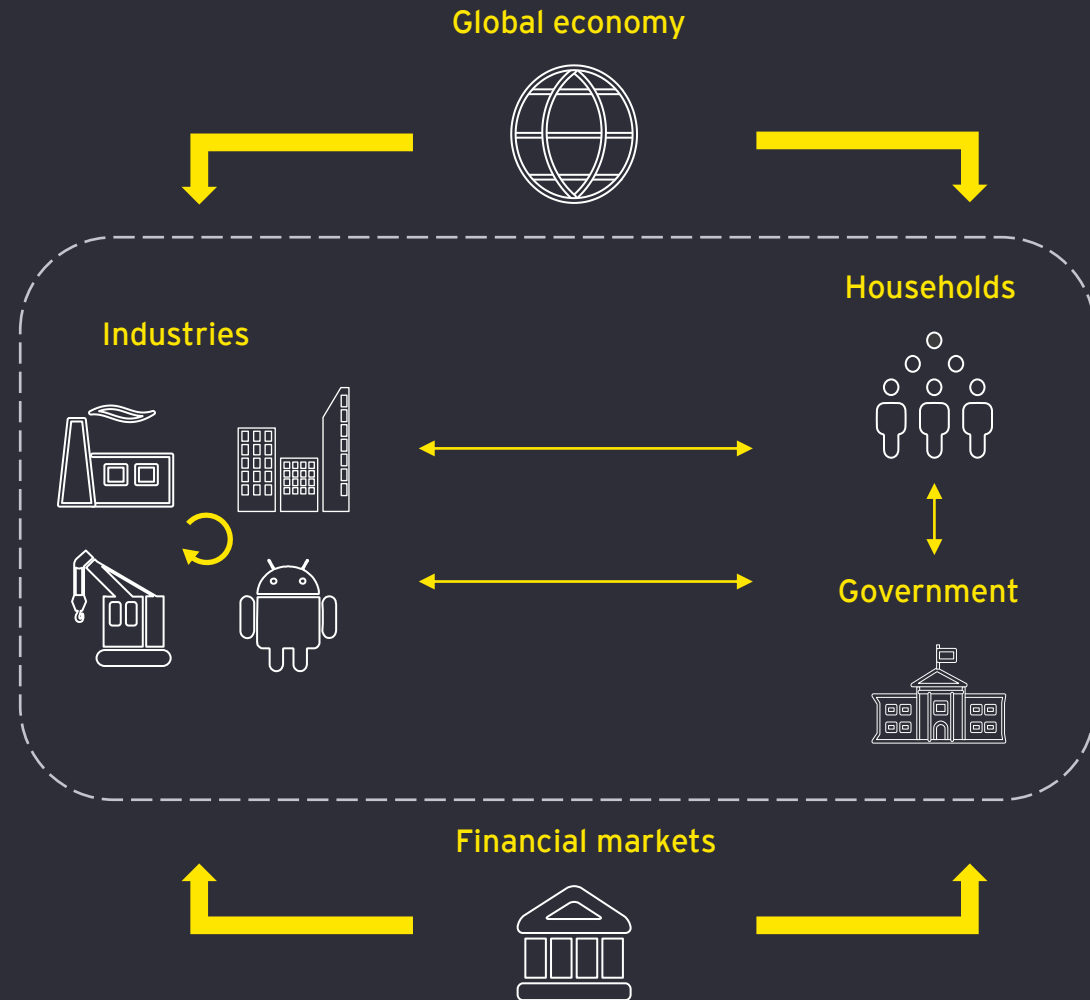 Global economy
Households
Industries
Government
Financial markets